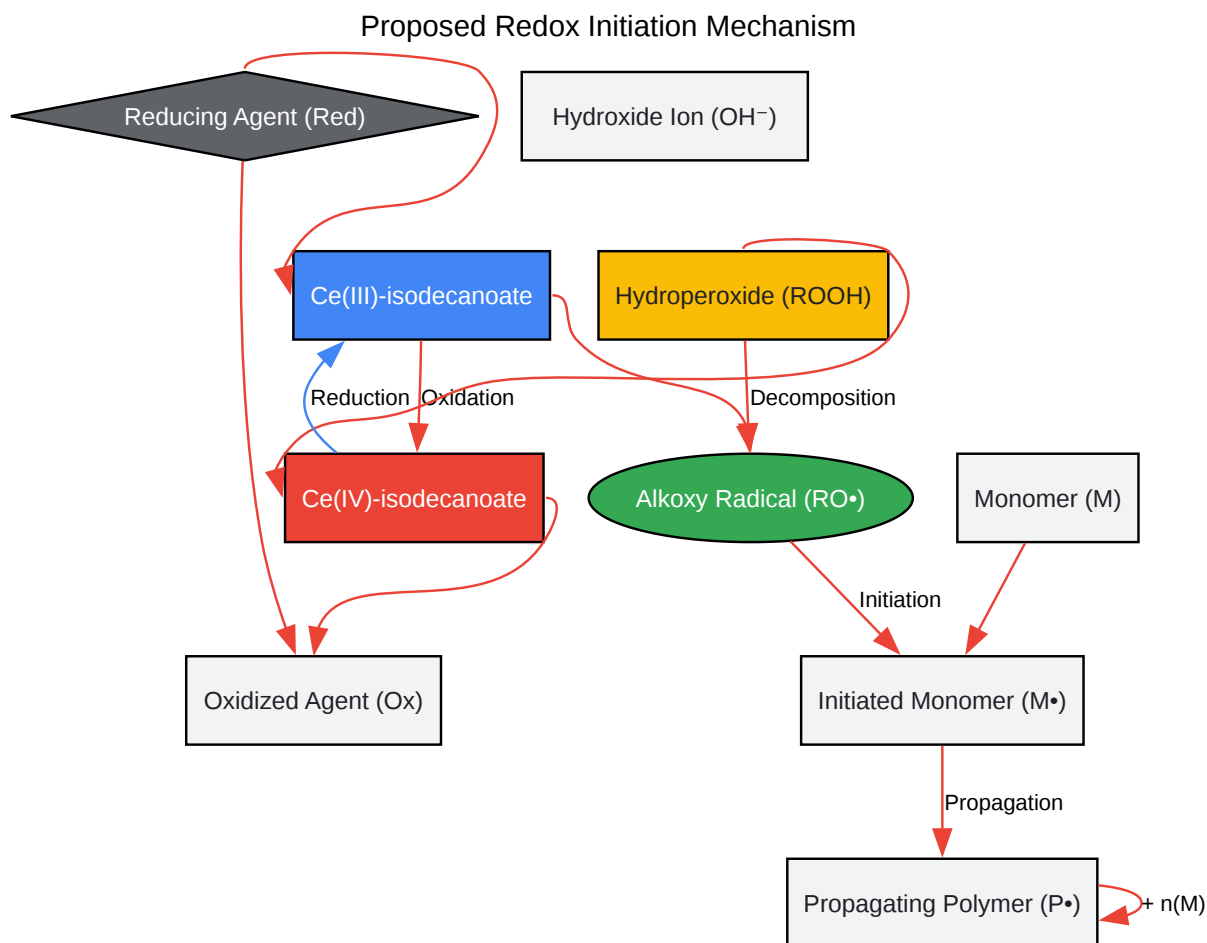 Proposed Redox Initiation Mechanism
Reducing Agent (Red)
Hydroxide Ion (OH⁻)
Ce(III)-isodecanoate
Hydroperoxide (ROOH)
Reduction
Oxidation
Decomposition
Ce(IV)-isodecanoate
Alkoxy Radical (RO•)
Monomer (M)
Initiation
Oxidized Agent (Ox)
Initiated Monomer (M•)
Propagation
Propagating Polymer (P•)
+ n(M)